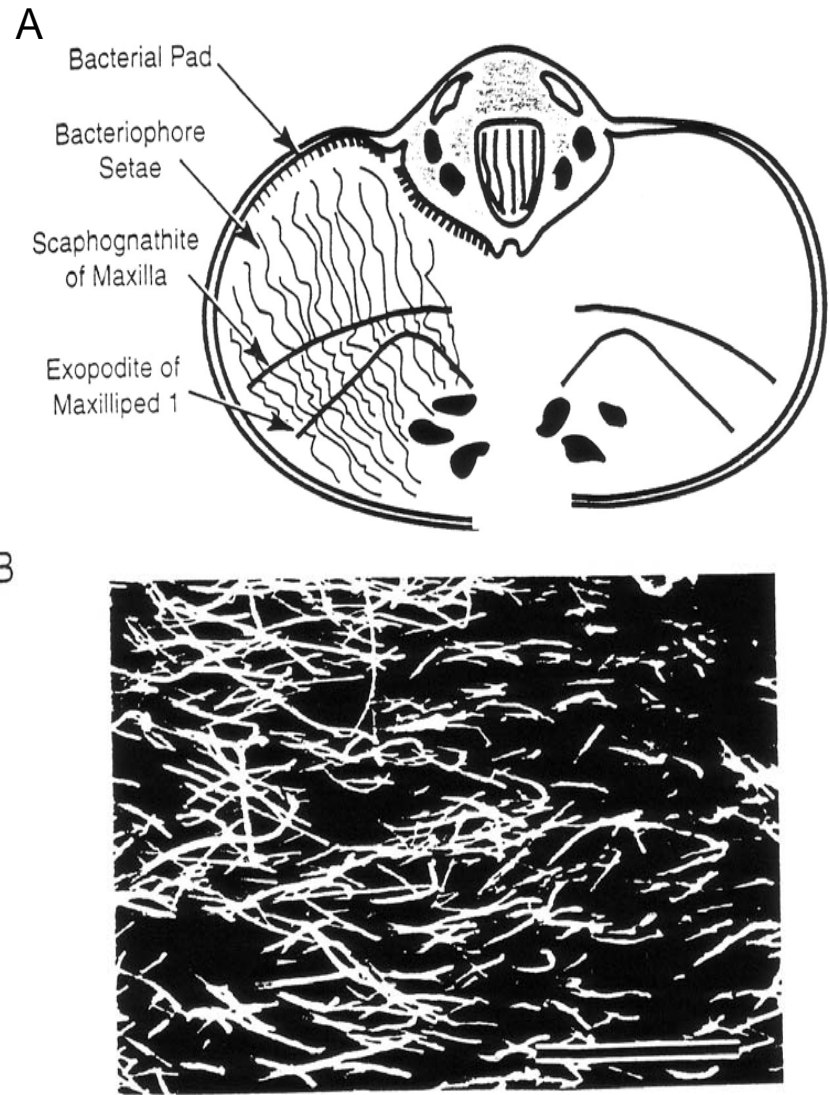 A
Bacterial Pad
Bacteriophore
Setae
Scaphognathite
of Maxilla
Exopodite of
Maxilliped 1
B